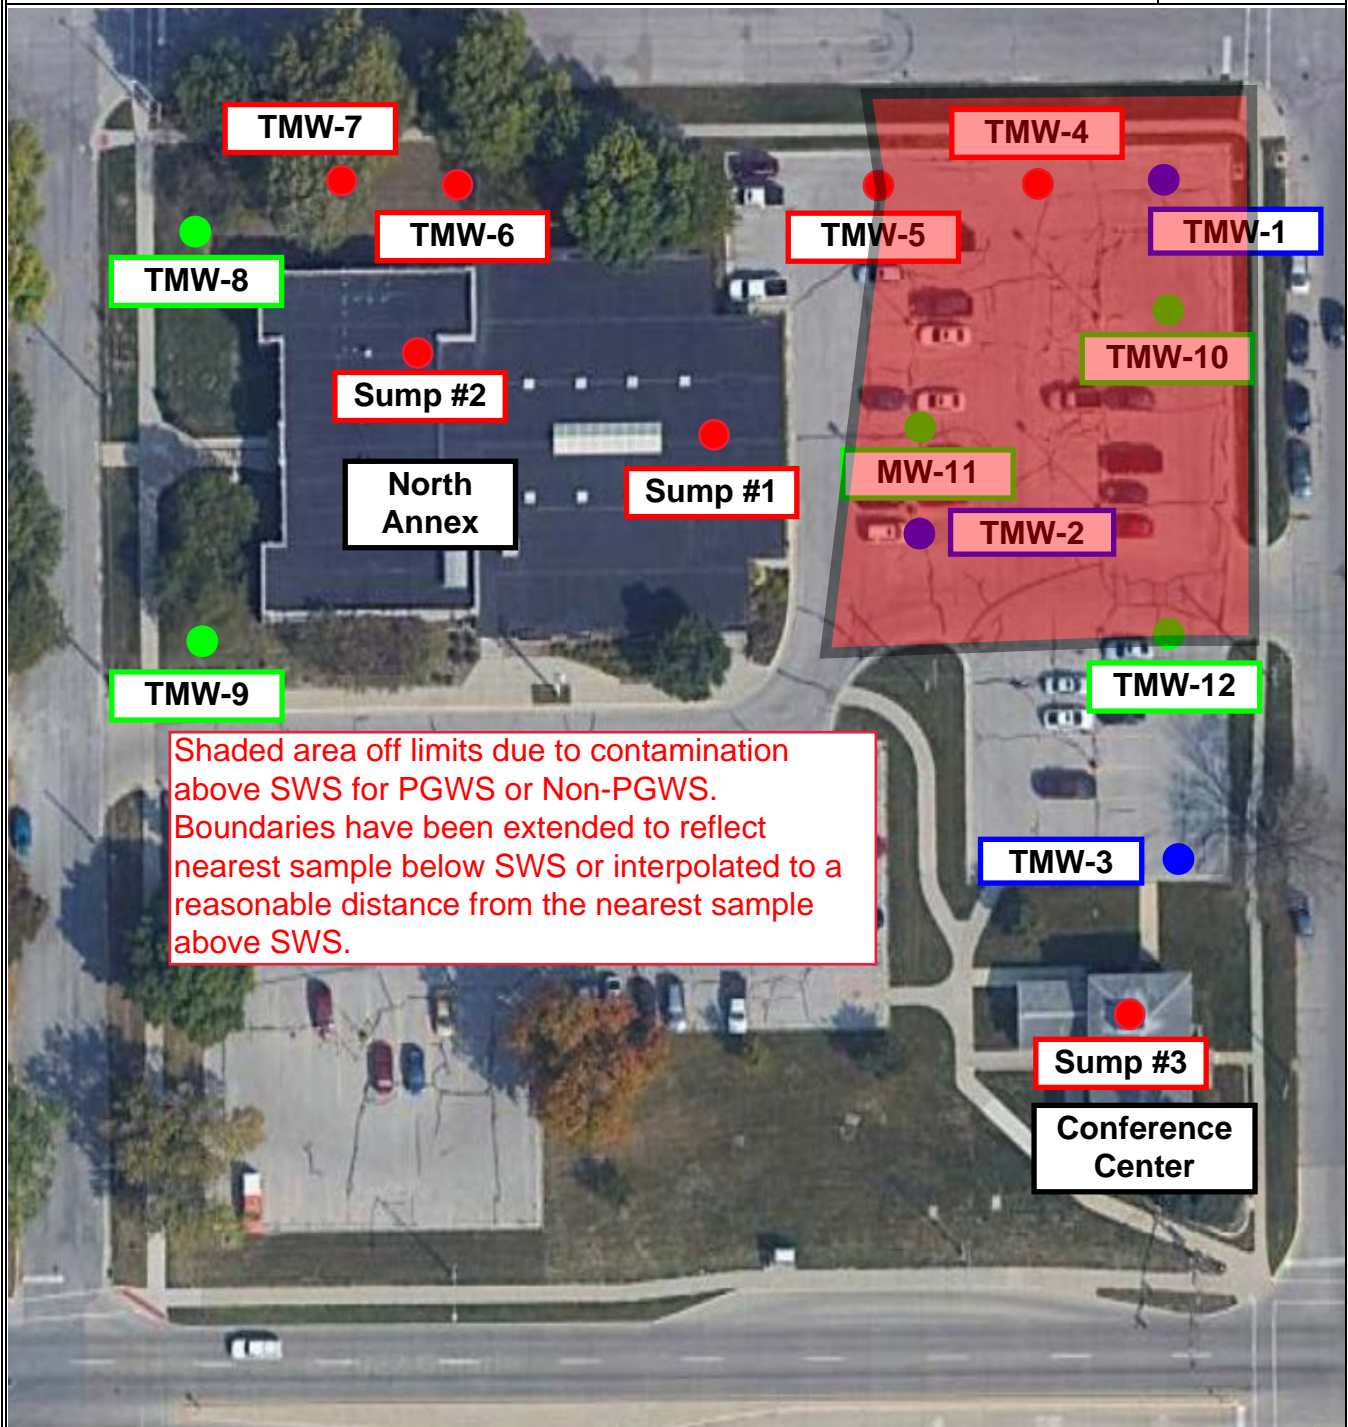 TMW-7
TMW-4
TMW-6
TMW-5
TMW-1
TMW-8
TMW-10
Sump #2
MW-11
North
Annex
Sump #1
TMW-2
TMW-9
TMW-12
Shaded area off limits due to contamination
above SWS for PGWS or Non-PGWS.
Boundaries have been extended to reflect
nearest sample below SWS or interpolated to a
reasonable distance from the nearest sample
above SWS.
TMW-3
Sump #3
Conference
Center